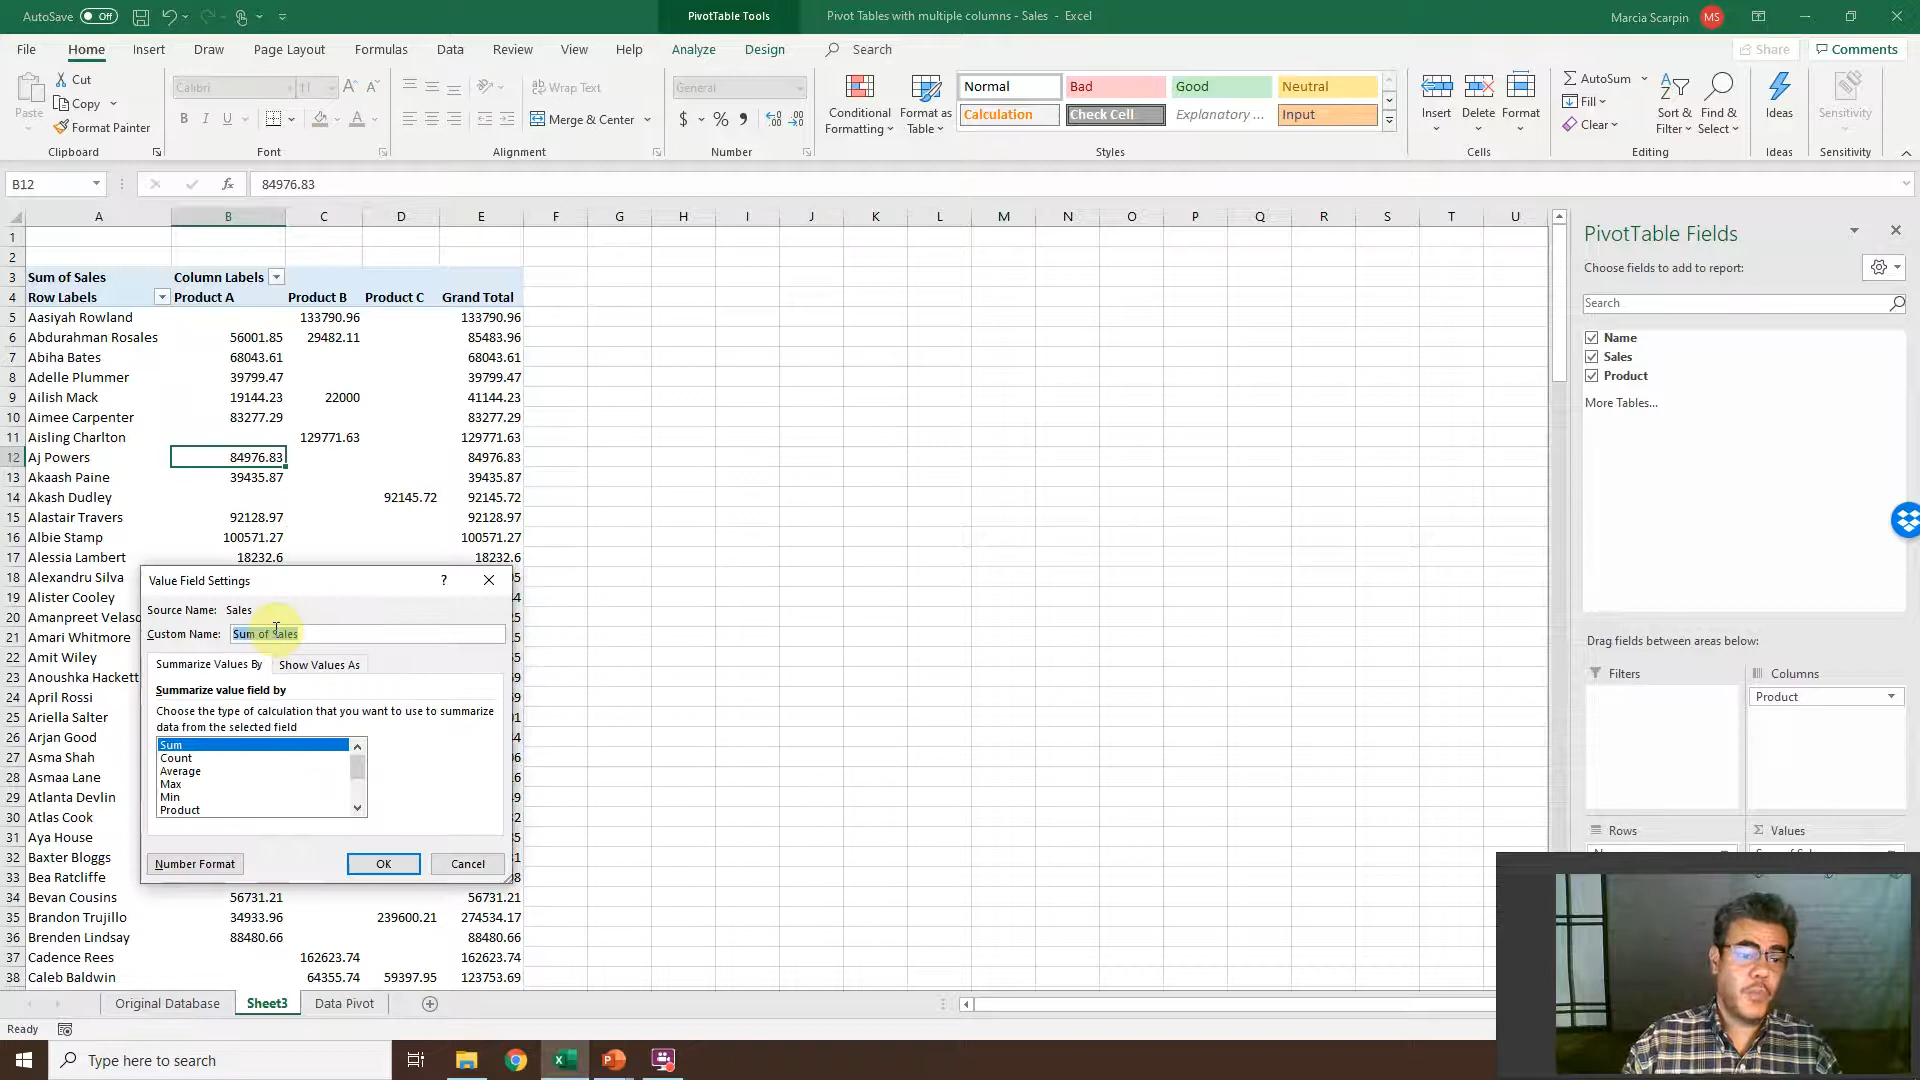 AutoSave Off PivotTable Tools Pivot Tables with multiple columns - Sales - Excel Marcia Scarpin MS
File Home Insert Draw Page Layout Formulas Data Review View Help Analyze Design Search Share Comments
Paste Cut Copy Format Painter
Clipboard
Calibri 11
B I U A
Font
Wrap Text
Merge & Center
Alignment
General
$ % ,
Number
Conditional Formatting Format as Table
Normal Bad Good Neutral
Calculation Check Cell Explanatory ... Input
Styles
Insert Delete Format
Cells
AutoSum Fill Clear Sort & Filter Find & Select
Editing
Ideas
Ideas
Sensitivity
Sensitivity
B12 fx 84976.83
A B C D E F G H I J K L M N O P Q R S T U
1
2
3 Sum of Sales Column Labels
4 Row Labels Product A Product B Product C Grand Total
5 Aasiyah Rowland 133790.96 133790.96
6 Abdurahman Rosales 56001.85 29482.11 85483.96
7 Abiha Bates 68043.61 68043.61
8 Adelle Plummer 39799.47 39799.47
9 Ailish Mack 19144.23 22000 41144.23
10 Aimee Carpenter 83277.29 83277.29
11 Aisling Charlton 129771.63 129771.63
12 Aj Powers 84976.83 84976.83
13 Akaash Paine 39435.87 39435.87
14 Akash Dudley 92145.72 92145.72
15 Alastair Travers 92128.97 92128.97
16 Albie Stamp 100571.27 100571.27
17 Alessia Lambert 18232.6 18232.6
18 Alexandru Silva
19 Alister Cooley
20 Amanpreet Velasc
21 Amari Whitmore
22 Amit Wiley
23 Anoushka Hackett
24 April Rossi
25 Ariella Salter
26 Arjan Good
27 Asma Shah
28 Asmaa Lane
29 Atlanta Devlin
30 Atlas Cook
31 Aya House
32 Baxter Bloggs
33 Bea Ratcliffe
34 Bevan Cousins 56731.21 56731.21
35 Brandon Trujillo 34933.96 239600.21 274534.17
36 Brenden Lindsay 88480.66 88480.66
37 Cadence Rees 162623.74 162623.74
38 Caleb Baldwin 64355.74 59397.95 123753.69
Value Field Settings ?
Source Name: Sales
Custom Name: Sum of Sales
Summarize Values By Show Values As
Summarize value field by
Choose the type of calculation that you want to use to summarize
data from the selected field
Sum
Count
Average
Max
Min
Product
Number Format OK Cancel
PivotTable Fields
Choose fields to add to report:
Search
Name
Sales
Product
More Tables...
Drag fields between areas below:
Filters Columns
Product
Rows Values
Original Database Sheet3 Data Pivot
Ready
Type here to search